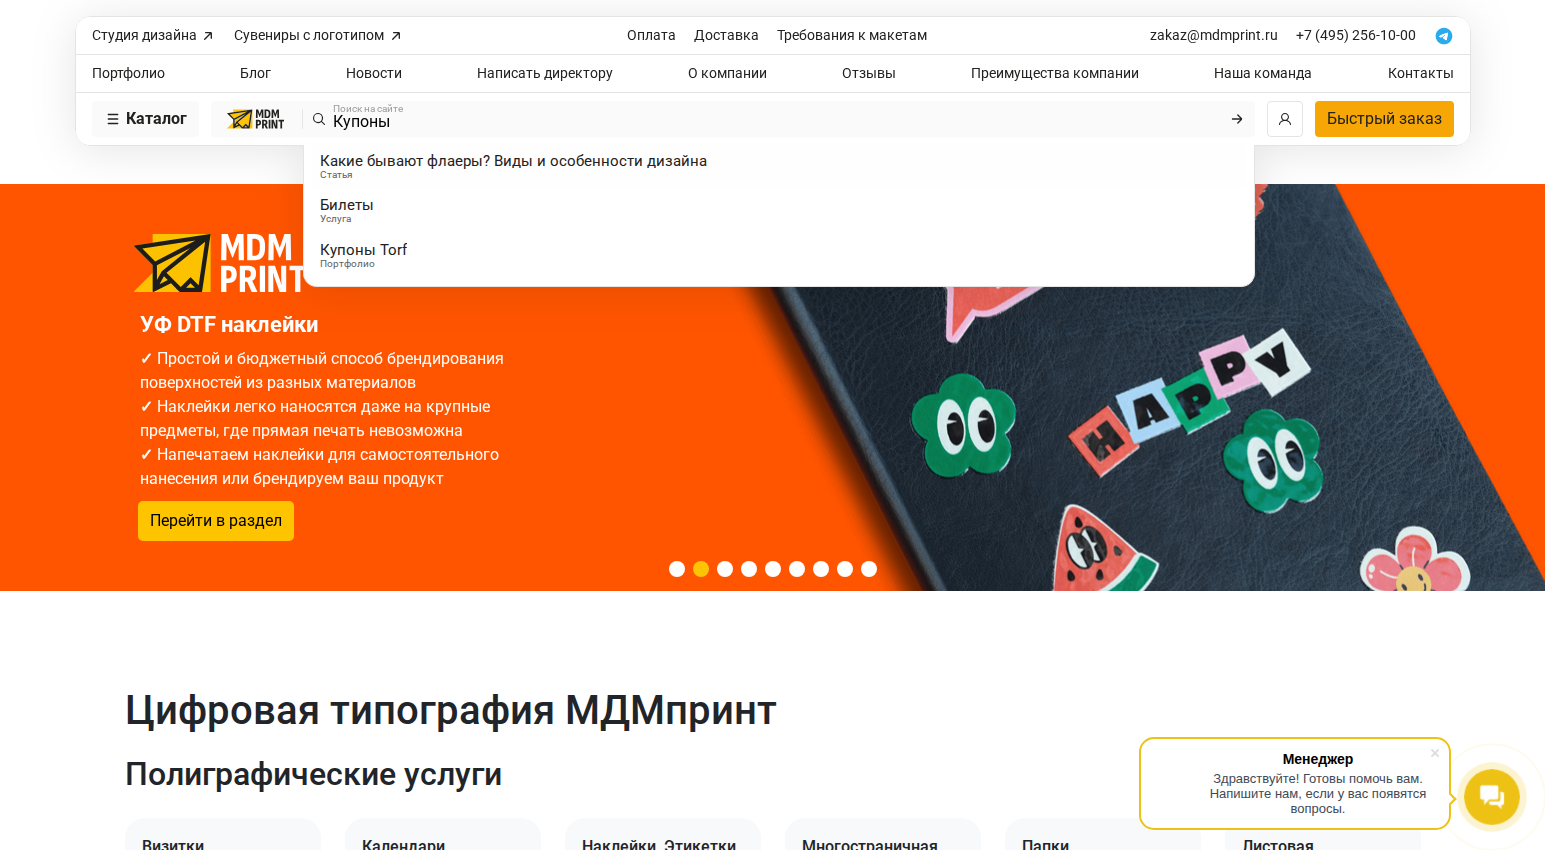 Студия дизайна
Сувениры с логотипом
Оплата
Доставка
Требования к макетам
zakaz@mdmprint.ru
+7 (495) 256-10-00
Портфолио
Блог
Новости
Написать директору
О компании
Отзывы
Преимущества компании
Наша команда
Контакты
Каталог
MDM
PRINT
Поиск на сайте
Купоны
Быстрый заказ
Какие бывают флаеры? Виды и особенности дизайна
Статья
Билеты
Услуга
Купоны Torf
Портфолио
MDM
PRINT
УФ DTF наклейки
✓ Простой и бюджетный способ брендирования
поверхностей из разных материалов
✓ Наклейки легко наносятся даже на крупные
предметы, где прямая печать невозможна
✓ Напечатаем наклейки для самостоятельного
нанесения или брендируем ваш продукт
Перейти в раздел
HAPPY
Цифровая типография МДМпринт
Полиграфические услуги
Менеджер
Здравствуйте! Готовы помочь вам.
Напишите нам, если у вас появятся
вопросы.
Визитки
Календари
Наклейки, Этикетки
Многостраничная
Папки
Листовая